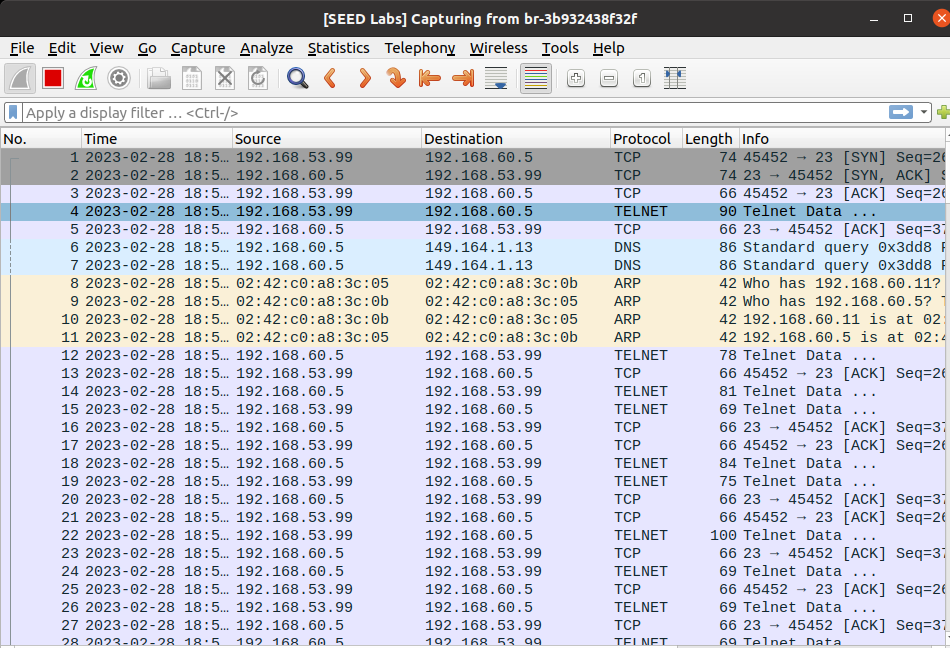 [SEED Labs] Capturing from br-3b932438f32f
File Edit View Go Capture Analyze Statistics Telephony Wireless Tools Help
Apply a display filter … <Ctrl-/>
No. Time Source Destination Protocol Length Info
1 2023-02-28 18:5… 192.168.53.99 192.168.60.5 TCP 74 45452 → 23 [SYN] Seq=26
2 2023-02-28 18:5… 192.168.60.5 192.168.53.99 TCP 74 23 → 45452 [SYN, ACK] S
3 2023-02-28 18:5… 192.168.53.99 192.168.60.5 TCP 66 45452 → 23 [ACK] Seq=26
4 2023-02-28 18:5… 192.168.53.99 192.168.60.5 TELNET 90 Telnet Data ...
5 2023-02-28 18:5… 192.168.60.5 192.168.53.99 TCP 66 23 → 45452 [ACK] Seq=37
6 2023-02-28 18:5… 192.168.60.5 149.164.1.13 DNS 86 Standard query 0x3dd8
7 2023-02-28 18:5… 192.168.60.5 149.164.1.13 DNS 86 Standard query 0x3dd8
8 2023-02-28 18:5… 02:42:c0:a8:3c:05 02:42:c0:a8:3c:0b ARP 42 Who has 192.168.60.11?
9 2023-02-28 18:5… 02:42:c0:a8:3c:0b 02:42:c0:a8:3c:05 ARP 42 Who has 192.168.60.5?
10 2023-02-28 18:5… 02:42:c0:a8:3c:0b 02:42:c0:a8:3c:05 ARP 42 192.168.60.11 is at 02:
11 2023-02-28 18:5… 02:42:c0:a8:3c:05 02:42:c0:a8:3c:0b ARP 42 192.168.60.5 is at 02:4
12 2023-02-28 18:5… 192.168.60.5 192.168.53.99 TELNET 78 Telnet Data ...
13 2023-02-28 18:5… 192.168.53.99 192.168.60.5 TCP 66 45452 → 23 [ACK] Seq=26
14 2023-02-28 18:5… 192.168.60.5 192.168.53.99 TELNET 81 Telnet Data ...
15 2023-02-28 18:5… 192.168.53.99 192.168.60.5 TELNET 69 Telnet Data ...
16 2023-02-28 18:5… 192.168.60.5 192.168.53.99 TCP 66 23 → 45452 [ACK] Seq=37
17 2023-02-28 18:5… 192.168.53.99 192.168.60.5 TCP 66 45452 → 23 [ACK] Seq=26
18 2023-02-28 18:5… 192.168.60.5 192.168.53.99 TELNET 84 Telnet Data ...
19 2023-02-28 18:5… 192.168.53.99 192.168.60.5 TELNET 75 Telnet Data ...
20 2023-02-28 18:5… 192.168.60.5 192.168.53.99 TCP 66 23 → 45452 [ACK] Seq=37
21 2023-02-28 18:5… 192.168.53.99 192.168.60.5 TCP 66 45452 → 23 [ACK] Seq=26
22 2023-02-28 18:5… 192.168.53.99 192.168.60.5 TELNET 100 Telnet Data ...
23 2023-02-28 18:5… 192.168.60.5 192.168.53.99 TCP 66 23 → 45452 [ACK] Seq=37
24 2023-02-28 18:5… 192.168.60.5 192.168.53.99 TELNET 69 Telnet Data ...
25 2023-02-28 18:5… 192.168.53.99 192.168.60.5 TCP 66 45452 → 23 [ACK] Seq=26
26 2023-02-28 18:5… 192.168.53.99 192.168.60.5 TELNET 69 Telnet Data ...
27 2023-02-28 18:5… 192.168.60.5 192.168.53.99 TCP 66 23 → 45452 [ACK] Seq=37
28 2023-02-28 18:5… 192.168.60.5 192.168.53.99 TELNET 69 Telnet Data